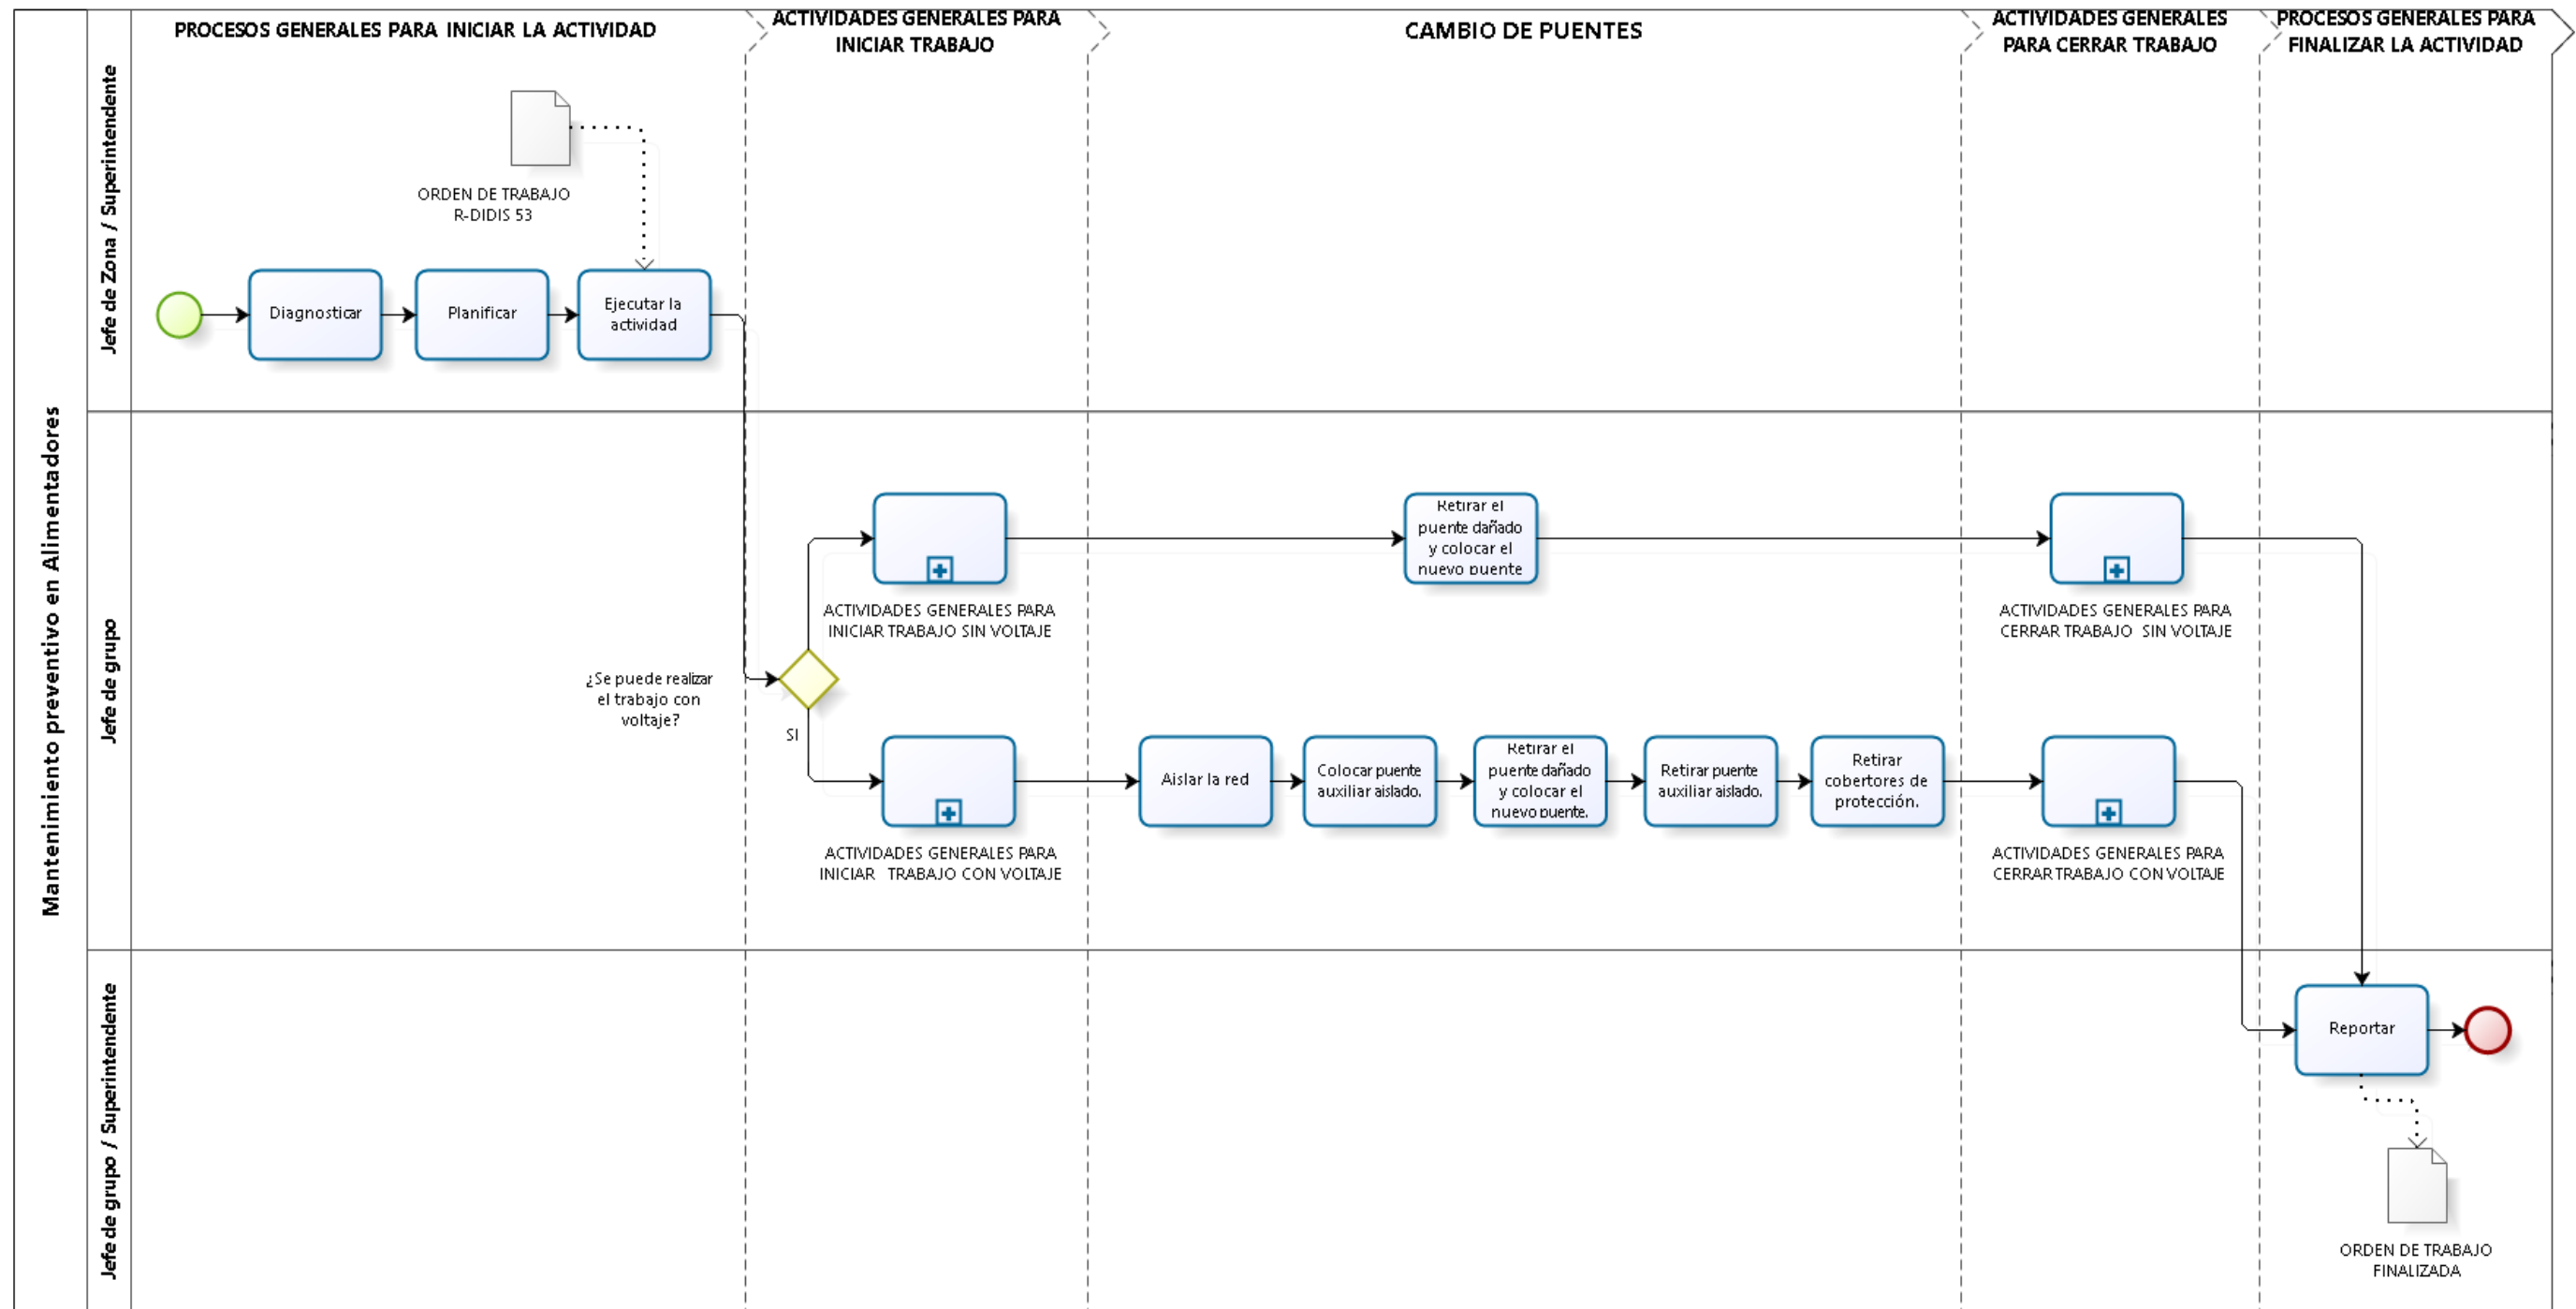 PROCESOS GENERALES PARA INICIAR LA ACTIVIDAD
ACTIVIDADES GENERALES PARA
INICIAR TRABAJO
CAMBIO DE PUENTES
ACTIVIDADES GENERALES
PARA CERRAR TRABAJO
PROCESOS GENERALES PARA
FINALIZAR LA ACTIVIDAD
Mantenimiento preventivo en Alimentadores
Jefe de Zona / Superintendente
ORDEN DE TRABAJO
R-DIDIS 53
Diagnosticar
Planificar
Ejecutar la
actividad
Jefe de grupo
¿Se puede realizar
el trabajo con
voltaje?
SI
ACTIVIDADES GENERALES PARA
INICIAR TRABAJO SIN VOLTAJE
Retirar el
puente dañado
y colocar el
nuevo puente
ACTIVIDADES GENERALES PARA
CERRAR TRABAJO SIN VOLTAJE
ACTIVIDADES GENERALES PARA
INICIAR TRABAJO CON VOLTAJE
Aislar la red
Colocar puente
auxiliar aislado.
Retirar el
puente dañado
y colocar el
nuevo puente.
Retirar puente
auxiliar aislado.
Retirar
cobertores de
protección.
ACTIVIDADES GENERALES PARA
CERRAR TRABAJO CON VOLTAJE
Jefe de grupo / Superintendente
Reportar
ORDEN DE TRABAJO
FINALIZADA